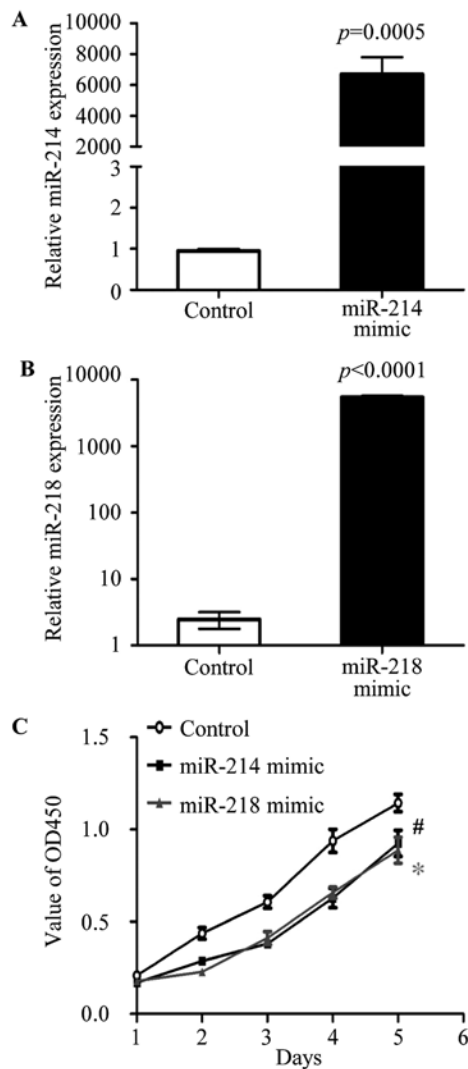 A
Relative miR-214 expression
10000
8000
6000
4000
2000
3
2
1
0
p=0.0005
Control
miR-214
mimic
B
Relative miR-218 expression
10000
1000
100
10
1
p<0.0001
Control
miR-218
mimic
C
Value of OD450
1.5
1.0
0.5
0.0
Control
miR-214 mimic
miR-218 mimic
#
*
1 2 3 4 5 6
Days